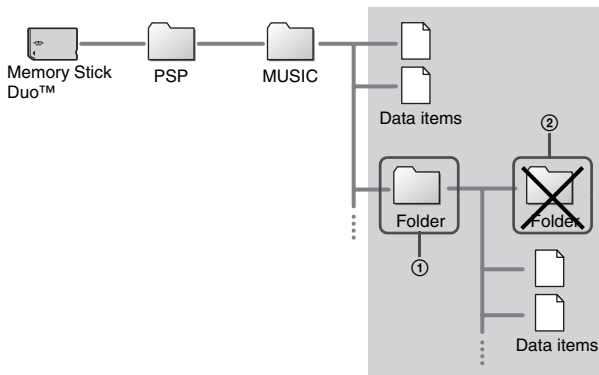 Memory Stick
Duo™
PSP
MUSIC
Data items
②
Folder
Folder
①
Data items